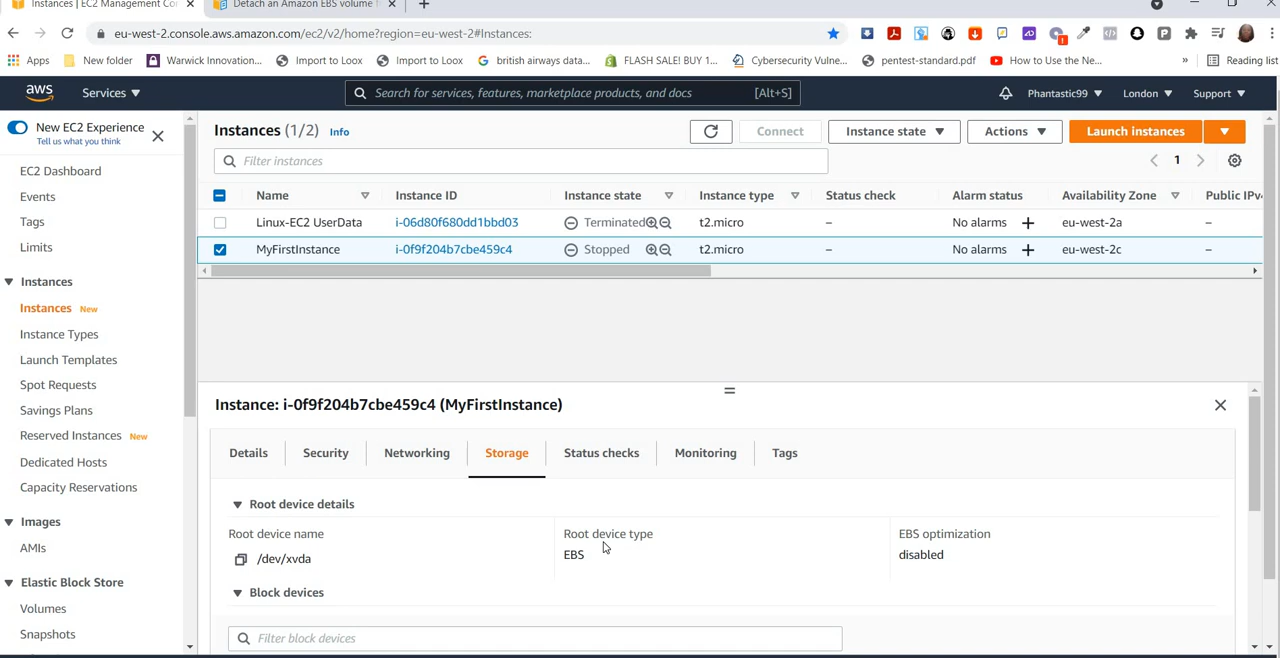 Instances | EC2 Management Co
Detach an Amazon EBS volume f
eu-west-2.console.aws.amazon.com/ec2/v2/home?region=eu-west-2#Instances:
Apps New folder Warwick Innovation... Import to Loox Import to Loox british airways data... FLASH SALE! BUY 1... Cybersecurity Vulne... pentest-standard.pdf How to Use the Ne... » Reading list
aws Services Search for services, features, marketplace products, and docs [Alt+S] Phantastic99 London Support
New EC2 Experience
Tell us what you think
EC2 Dashboard
Events
Tags
Limits
Instances
Instances New
Instance Types
Launch Templates
Spot Requests
Savings Plans
Reserved Instances New
Dedicated Hosts
Capacity Reservations
Images
AMIs
Elastic Block Store
Volumes
Snapshots
Instances (1/2) Info Connect Instance state Actions Launch instances
Filter instances
1
Name Instance ID Instance state Instance type Status check Alarm status Availability Zone Public IPv
Linux-EC2 UserData i-06d80f680dd1bbd03 Terminated t2.micro – No alarms + eu-west-2a –
MyFirstInstance i-0f9f204b7cbe459c4 Stopped t2.micro – No alarms + eu-west-2c –
Instance: i-0f9f204b7cbe459c4 (MyFirstInstance)
Details Security Networking Storage Status checks Monitoring Tags
Root device details
Root device name Root device type EBS optimization
/dev/xvda EBS disabled
Block devices
Filter block devices